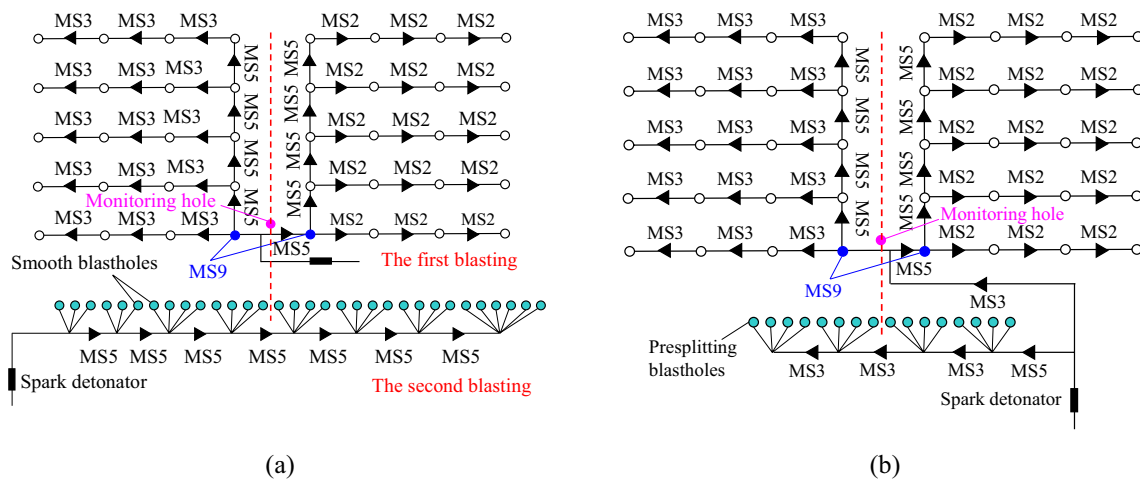 MS3 MS3 MS3 MS2 MS2 MS2
MS5 MS5
MS3 MS3 MS3 MS2 MS2 MS2
MS5 MS5
MS3 MS3 MS3 MS2 MS2 MS2
MS5 MS5
MS3 MS3 MS3 MS2 MS2 MS2
Monitoring hole
MS5 MS5
MS3 MS3 MS2 MS2 MS2
MS5
Smooth blastholes
MS9
The first blasting
MS5 MS5 MS5 MS5 MS5 MS5 MS5
Spark detonator
The second blasting
(a)
MS3 MS3 MS3 MS2 MS2 MS2
MS5 MS5
MS3 MS3 MS3 MS2 MS2 MS2
MS5 MS5
MS3 MS3 MS3 MS2 MS2 MS2
MS5 MS5
MS3 MS3 MS3 MS2 MS2 MS2
MS5 MS5
Monitoring hole
MS3 MS3 MS3 MS2 MS2 MS2
MS5
MS9
MS3
Presplitting
blastholes
MS3 MS3 MS3 MS5
Spark detonator
(b)